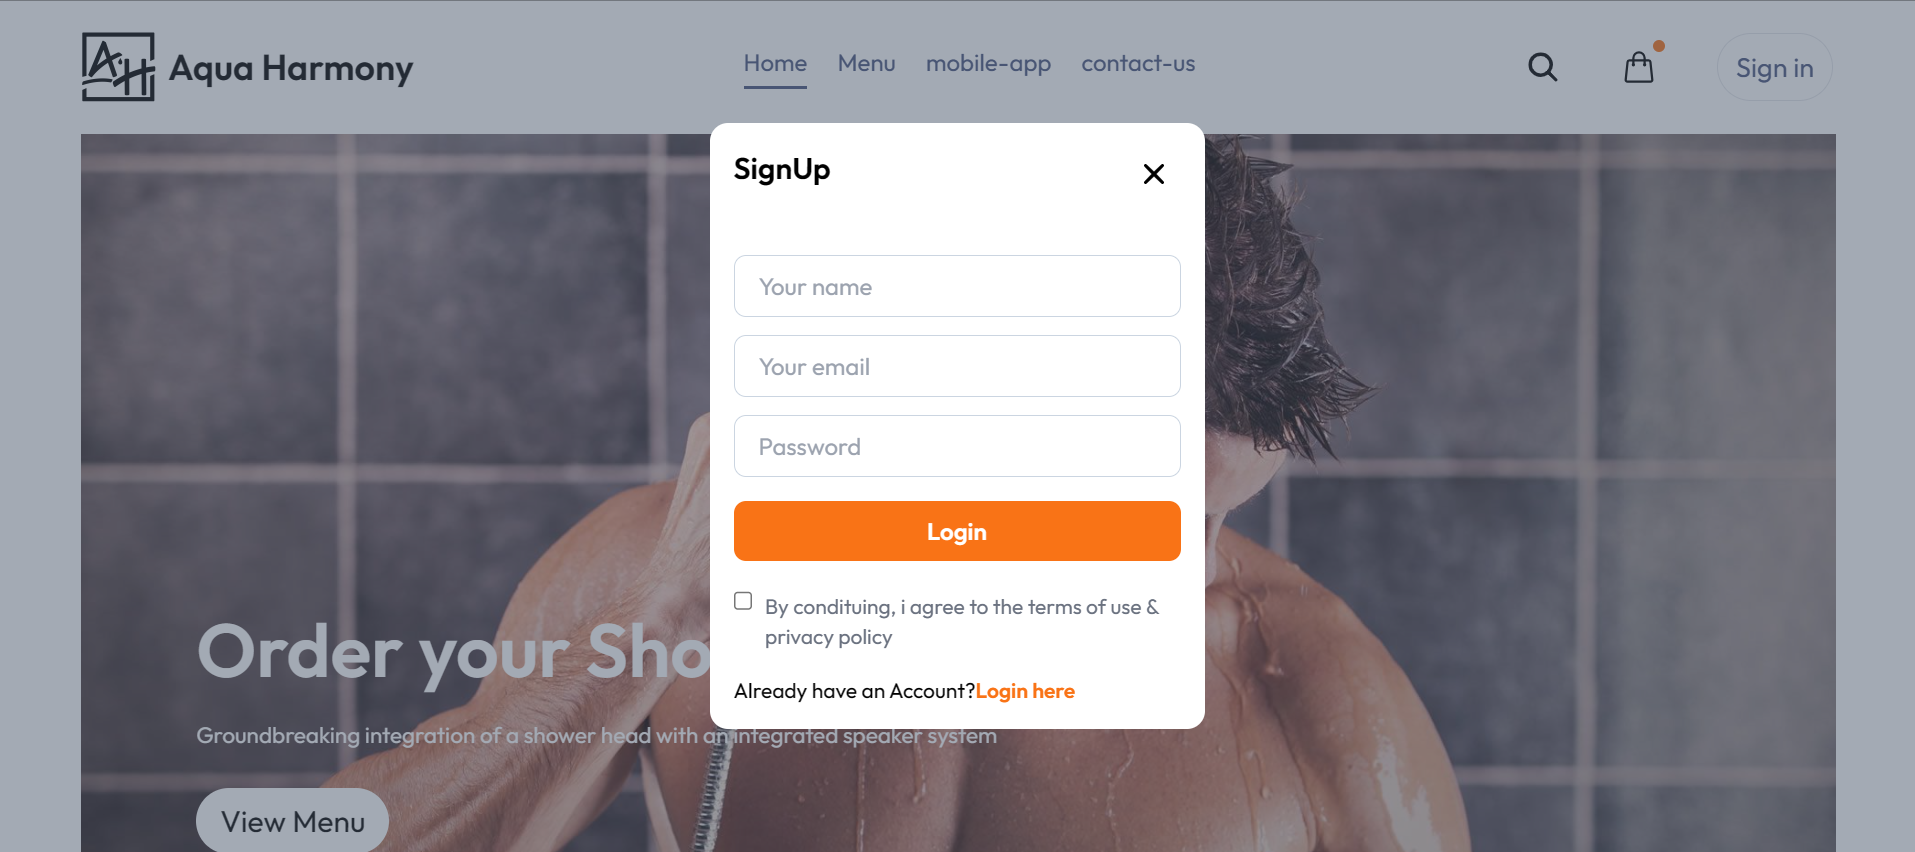 AH Aqua Harmony
Home Menu mobile-app contact-us
Sign in
SignUp
Your name
Your email
Password
Login
By condituing, i agree to the terms of use &
privacy policy
Already have an Account?Login here
Order your Sho
Groundbreaking integration of a shower head with an integrated speaker system
View Menu